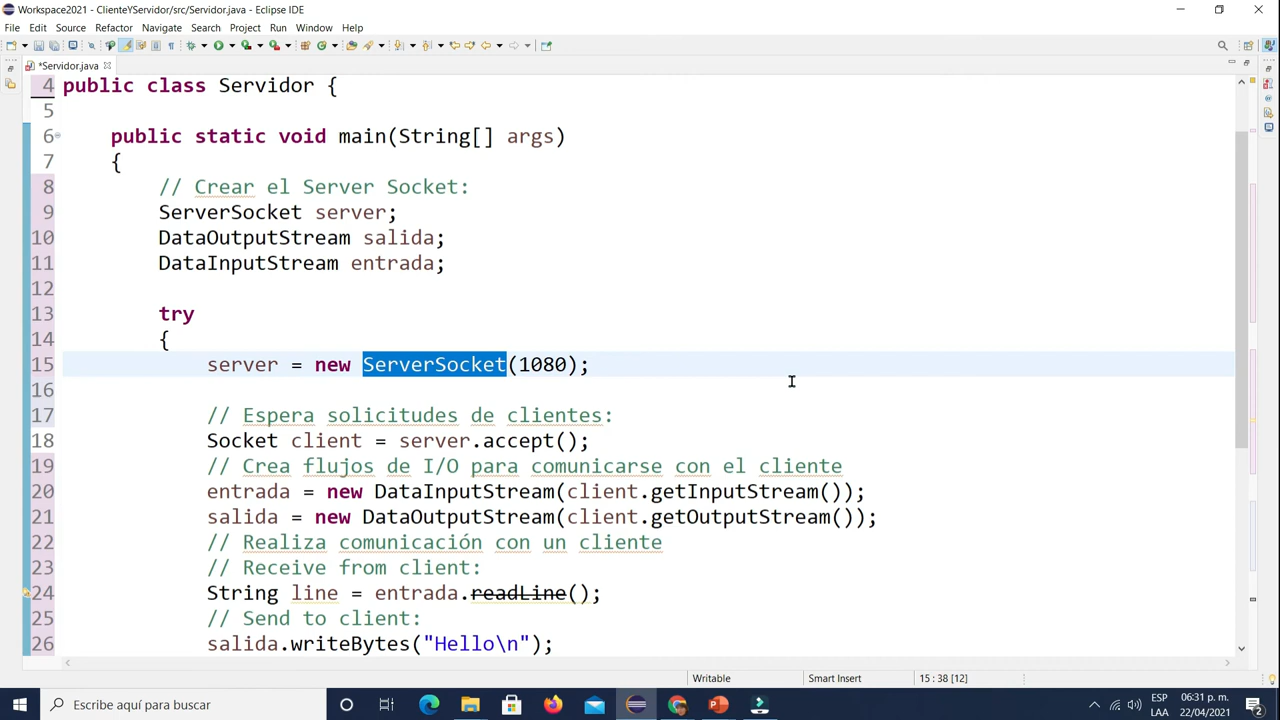 Workspace2021 - ClienteYServidor/src/Servidor.java - Eclipse IDE
File Edit Source Refactor Navigate Search Project Run Window Help
*Servidor.java
4 public class Servidor {
5
6 public static void main(String[] args)
7 {
8 // Crear el Server Socket:
9 ServerSocket server;
10 DataOutputStream salida;
11 DataInputStream entrada;
12
13 try
14 {
15 server = new ServerSocket(1080);
16
17 // Espera solicitudes de clientes:
18 Socket client = server.accept();
19 // Crea flujos de I/O para comunicarse con el cliente
20 entrada = new DataInputStream(client.getInputStream());
21 salida = new DataOutputStream(client.getOutputStream());
22 // Realiza comunicación con un cliente
23 // Receive from client:
24 String line = entrada.readLine();
25 // Send to client:
26 salida.writeBytes("Hello\n");
Writable Smart Insert 15 : 38 [12]
Escribe aquí para buscar
ESP 06:31 p. m.
LAA 22/04/2021
2